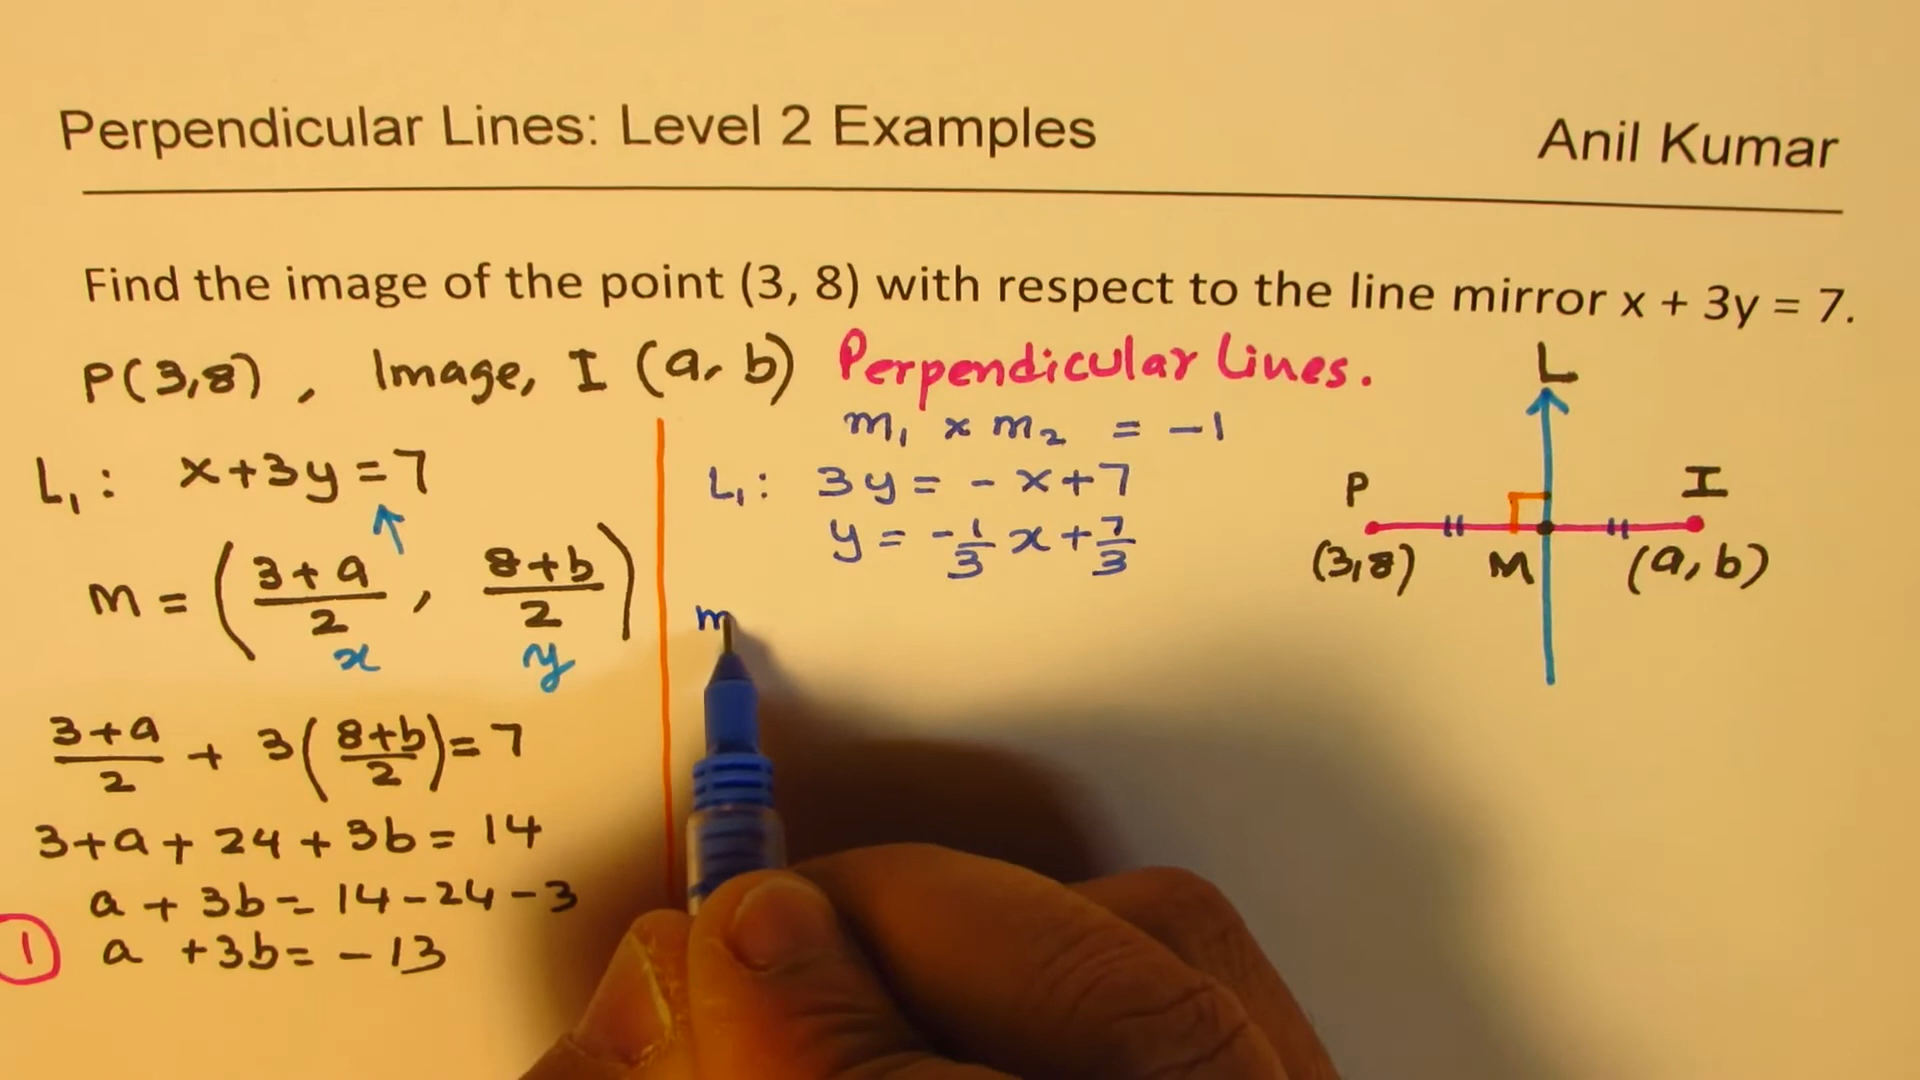 Perpendicular Lines: Level 2 Examples
Anil Kumar
Find the image of the point (3, 8) with respect to the line mirror x + 3y = 7.
P(3,8) , Image, I (a, b)
L₁ : x+3y=7
m = ( (3+a)/2 , (8+b)/2 )
x y
(3+a)/2 + 3( (8+b)/2 )=7
3+a+ 24 + 3b = 14
a + 3b = 14-24-3
1 a +3b= -13
Perpendicular Lines.
m₁ × m₂ = -1
L₁ : 3y = - x+7
y = -1/3 x + 7/3
m
L
P I
(3,8) M (a, b)